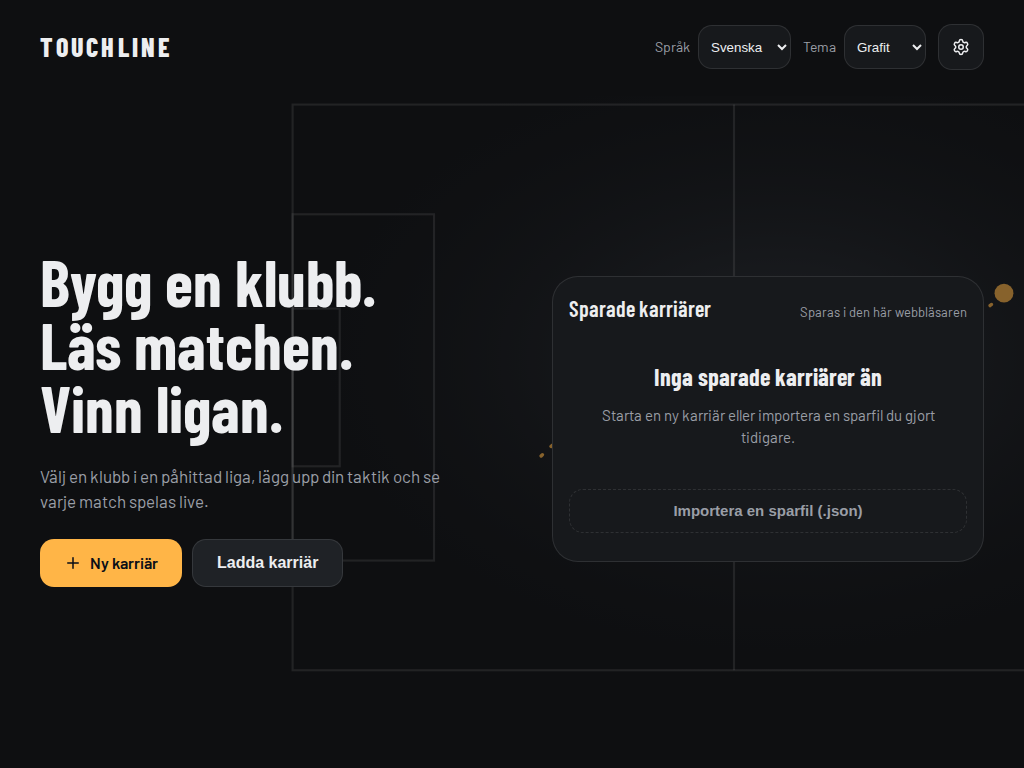 TOUCHLINE
Språk
Svenska
Tema
Grafit
Bygg en klubb.
Läs matchen.
Vinn ligan.
Välj en klubb i en påhittad liga, lägg upp din taktik och se
varje match spelas live.
Ny karriär
Ladda karriär
Sparade karriärer
Sparas i den här webbläsaren
Inga sparade karriärer än
Starta en ny karriär eller importera en sparfil du gjort
tidigare.
Importera en sparfil (.json)